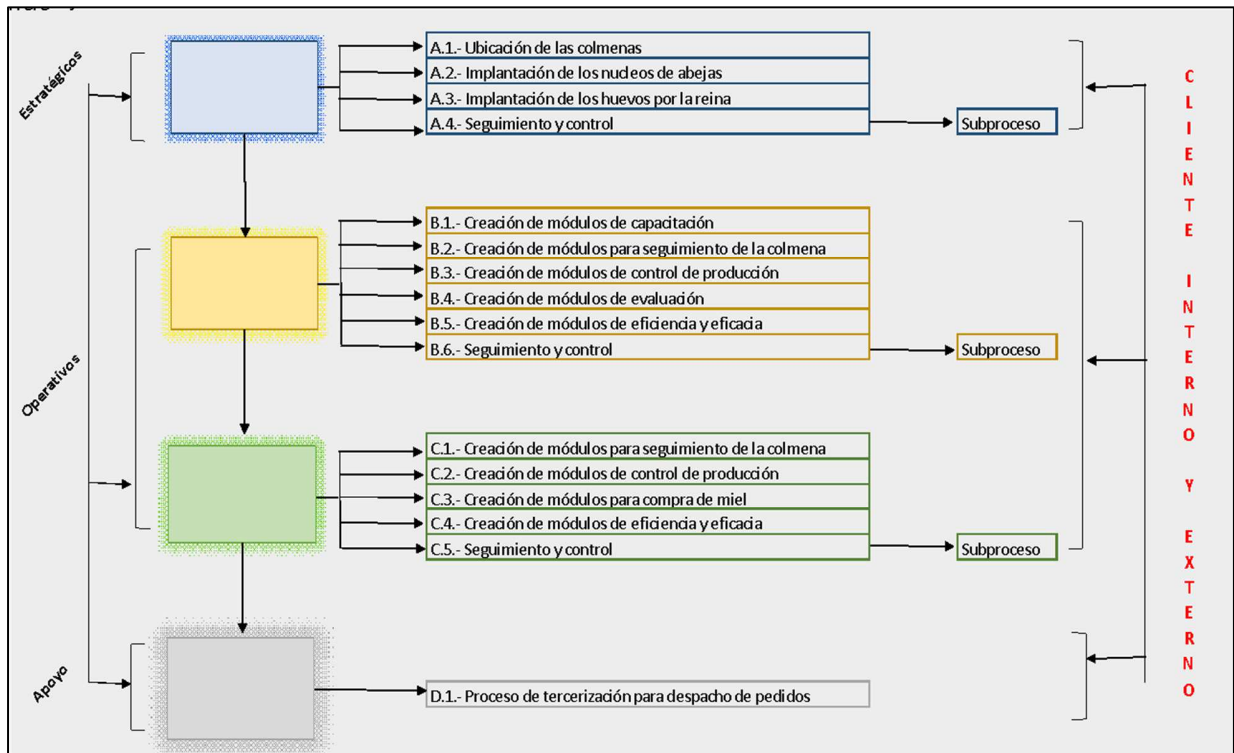 Estratégicos
A.1.- Ubicación de las colmenas
A.2.- Implantación de los nucleos de abejas
A.3.- Implantación de los huevos por la reina
A.4.- Seguimiento y control
Subproceso
Operativos
B.1.- Creación de módulos de capacitación
B.2.- Creación de módulos para seguimiento de la colmena
B.3.- Creación de módulos de control de producción
B.4.- Creación de módulos de evaluación
B.5.- Creación de módulos de eficiencia y eficacia
B.6.- Seguimiento y control
Subproceso
C.1.- Creación de módulos para seguimiento de la colmena
C.2.- Creación de módulos de control de producción
C.3.- Creación de módulos para compra de miel
C.4.- Creación de módulos de eficiencia y eficacia
C.5.- Seguimiento y control
Subproceso
Apoyo
D.1.- Proceso de tercerización para despacho de pedidos
CLIENTE INTERNO Y EXTERNO